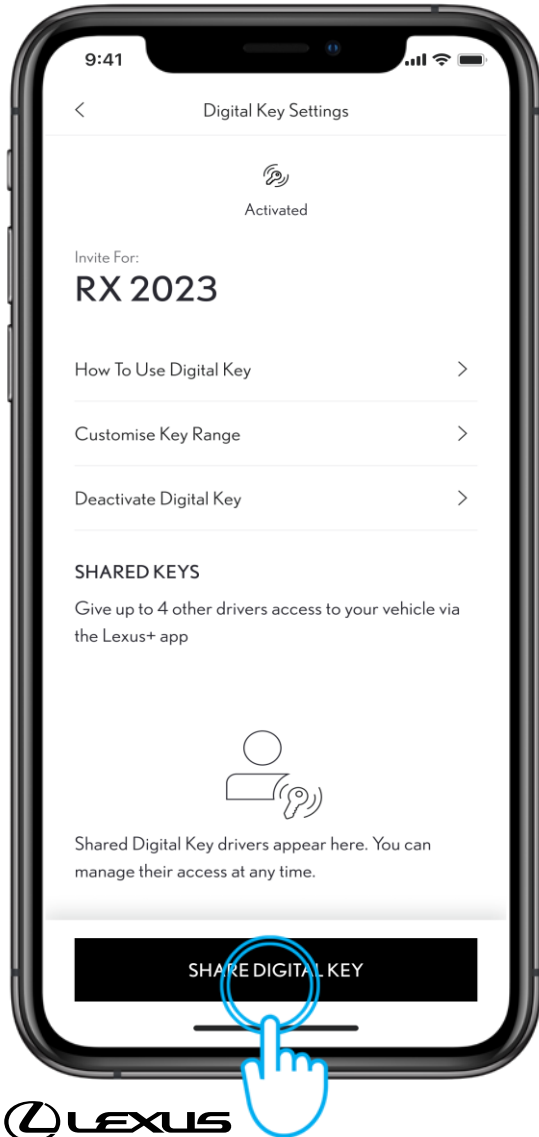 9:41
Digital Key Settings
Activated
Invite For:
RX 2023
How To Use Digital Key
Customise Key Range
Deactivate Digital Key
SHARED KEYS
Give up to 4 other drivers access to your vehicle via
the Lexus+ app
Shared Digital Key drivers appear here. You can
manage their access at any time.
SHARE DIGITAL KEY
LEXUS